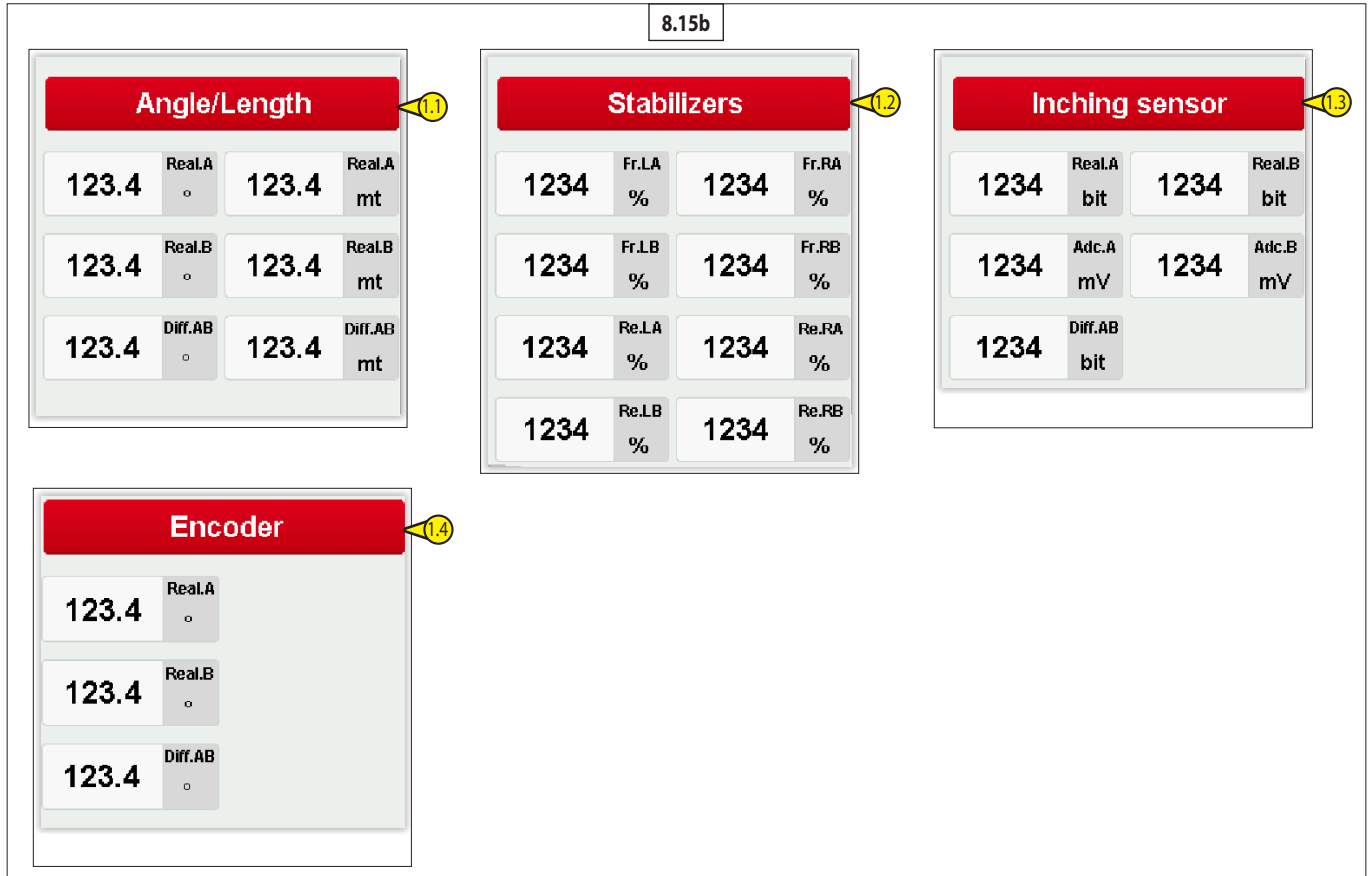 8.15b
Angle/Length
1.1
123.4 Real.A ° 123.4 Real.A mt
123.4 Real.B ° 123.4 Real.B mt
123.4 Diff.AB ° 123.4 Diff.AB mt
Stabilizers
1.2
1234 Fr.LA % 1234 Fr.RA %
1234 Fr.LB % 1234 Fr.RB %
1234 Re.LA % 1234 Re.RA %
1234 Re.LB % 1234 Re.RB %
Inching sensor
1.3
1234 Real.A bit 1234 Real.B bit
1234 Adc.A mV 1234 Adc.B mV
1234 Diff.AB bit
Encoder
1.4
123.4 Real.A °
123.4 Real.B °
123.4 Diff.AB °